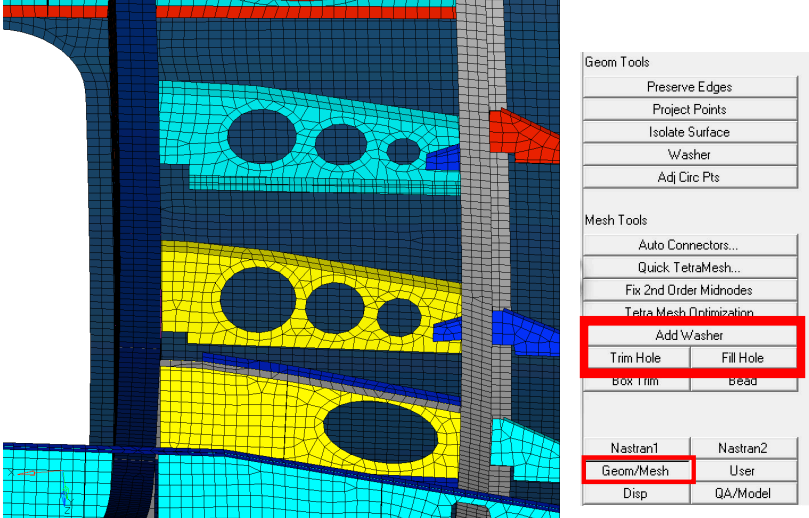 Geom Tools
Preserve Edges
Project Points
Isolate Surface
Washer
Adj Circ Pts
Mesh Tools
Auto Connectors...
Quick TetraMesh...
Fix 2nd Order Midnodes
Tetra Mesh Optimization
Add Washer
Trim Hole Fill Hole
Box Trim Bead
Nastran1 Nastran2
Geom/Mesh User
Disp QA/Model